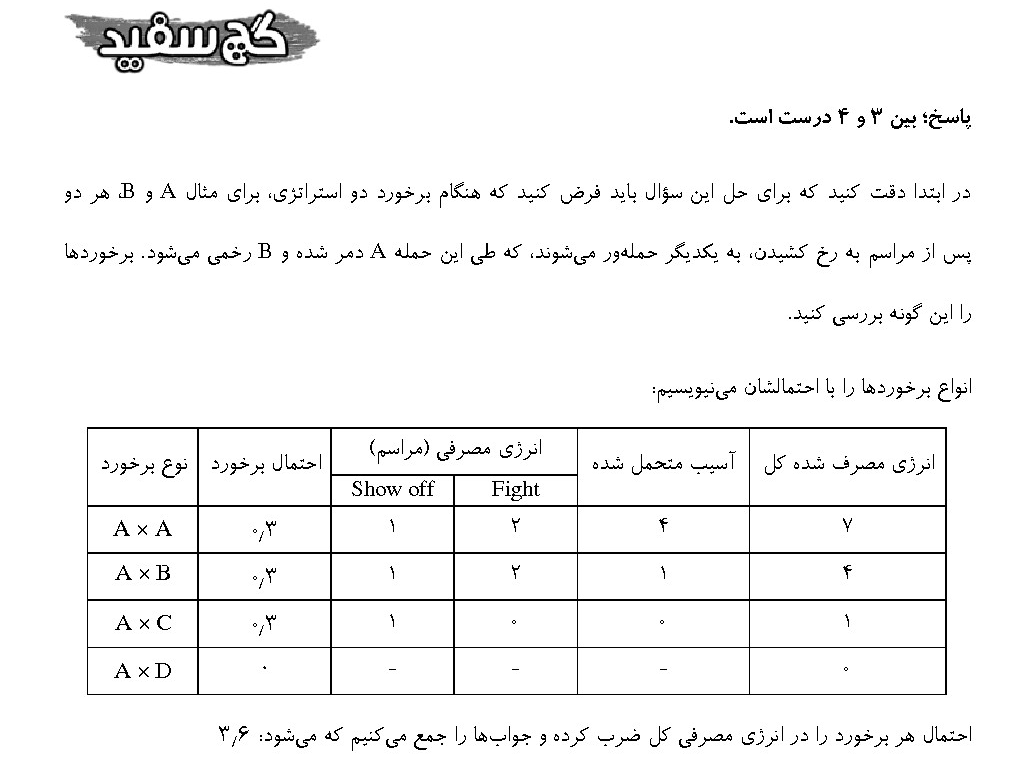 گچ سفید
پاسخ؛ بین ۳ و ۴ درست است.
در ابتدا دقت کنید که برای حل این سؤال باید فرض کنید که هنگام برخورد دو استراتژی، برای مثال A و B، هر دو
پس از مراسم به رخ کشیدن، به یکدیگر حمله‌ور می‌شوند، که طی این حمله A دمر شده و B رخمی می‌شود. برخوردها
را این گونه بررسی کنید.
انواع برخوردها را با احتمالشان می‌نیویسیم:
نوع برخورد احتمال برخورد انرژی مصرفی (مراسم) آسیب متحمل شده انرژی مصرف شده کل
Show off Fight
A × A ۰٫۳ ۱ ۲ ۴ ۷
A × B ۰٫۳ ۱ ۲ ۱ ۴
A × C ۰٫۳ ۱ ۰ ۰ ۱
A × D ۰ - - - ۰
احتمال هر برخورد را در انرژی مصرفی کل ضرب کرده و جواب‌ها را جمع می‌کنیم که می‌شود: ۳٫۶